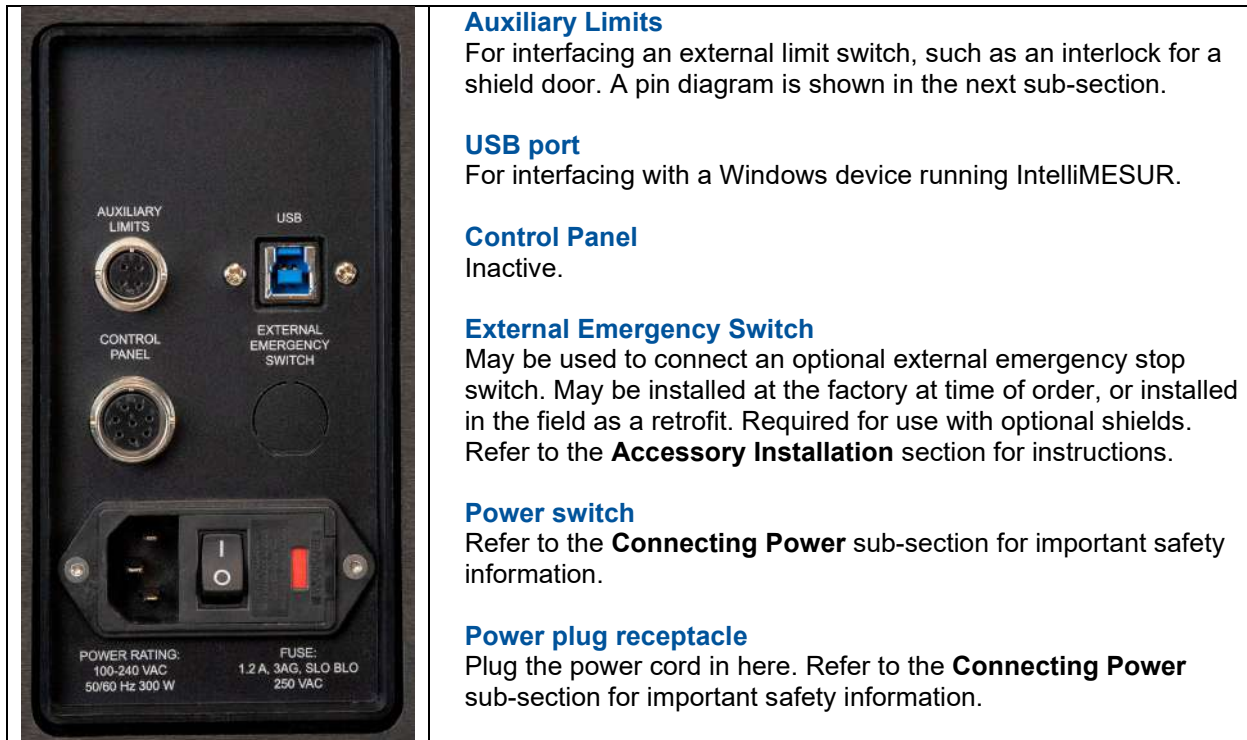 AUXILIARY
LIMITS
USB
CONTROL
PANEL
EXTERNAL
EMERGENCY
SWITCH
I
O
POWER RATING:
100-240 VAC
50/60 Hz 300 W
FUSE:
1.2 A, 3AG, SLO BLO
250 VAC
Auxiliary Limits
For interfacing an external limit switch, such as an interlock for a
shield door. A pin diagram is shown in the next sub-section.
USB port
For interfacing with a Windows device running IntelliMESUR.
Control Panel
Inactive.
External Emergency Switch
May be used to connect an optional external emergency stop
switch. May be installed at the factory at time of order, or installed
in the field as a retrofit. Required for use with optional shields.
Refer to the Accessory Installation section for instructions.
Power switch
Refer to the Connecting Power sub-section for important safety
information.
Power plug receptacle
Plug the power cord in here. Refer to the Connecting Power
sub-section for important safety information.